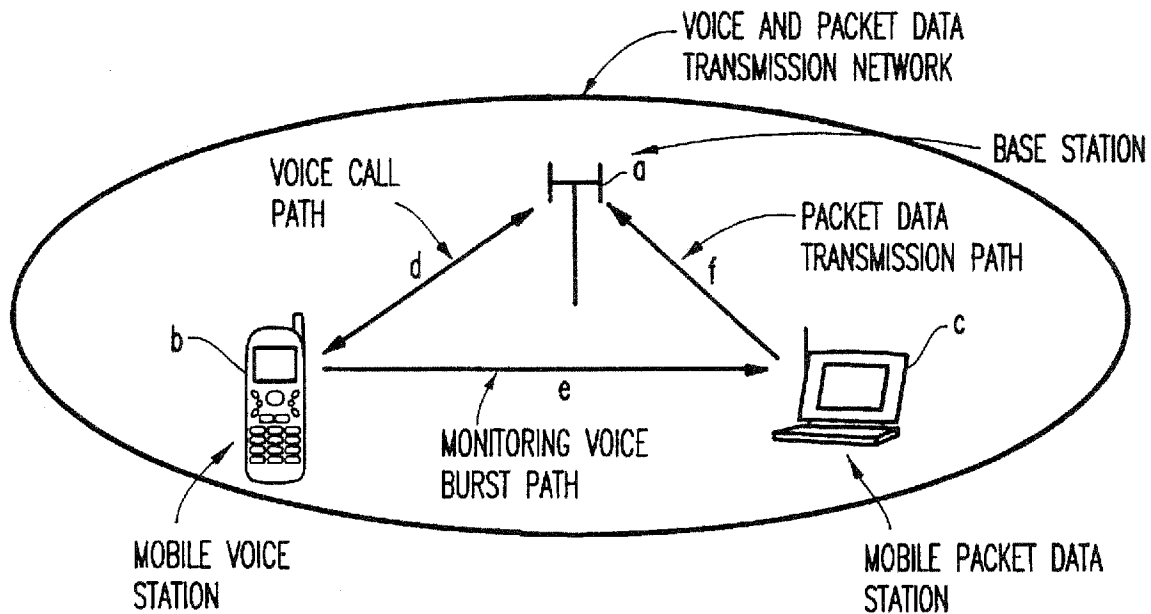 VOICE AND PACKET DATA
TRANSMISSION NETWORK
BASE STATION
a
VOICE CALL
PATH
PACKET DATA
TRANSMISSION PATH
d
f
b
c
e
MONITORING VOICE
BURST PATH
MOBILE VOICE
STATION
MOBILE PACKET DATA
STATION